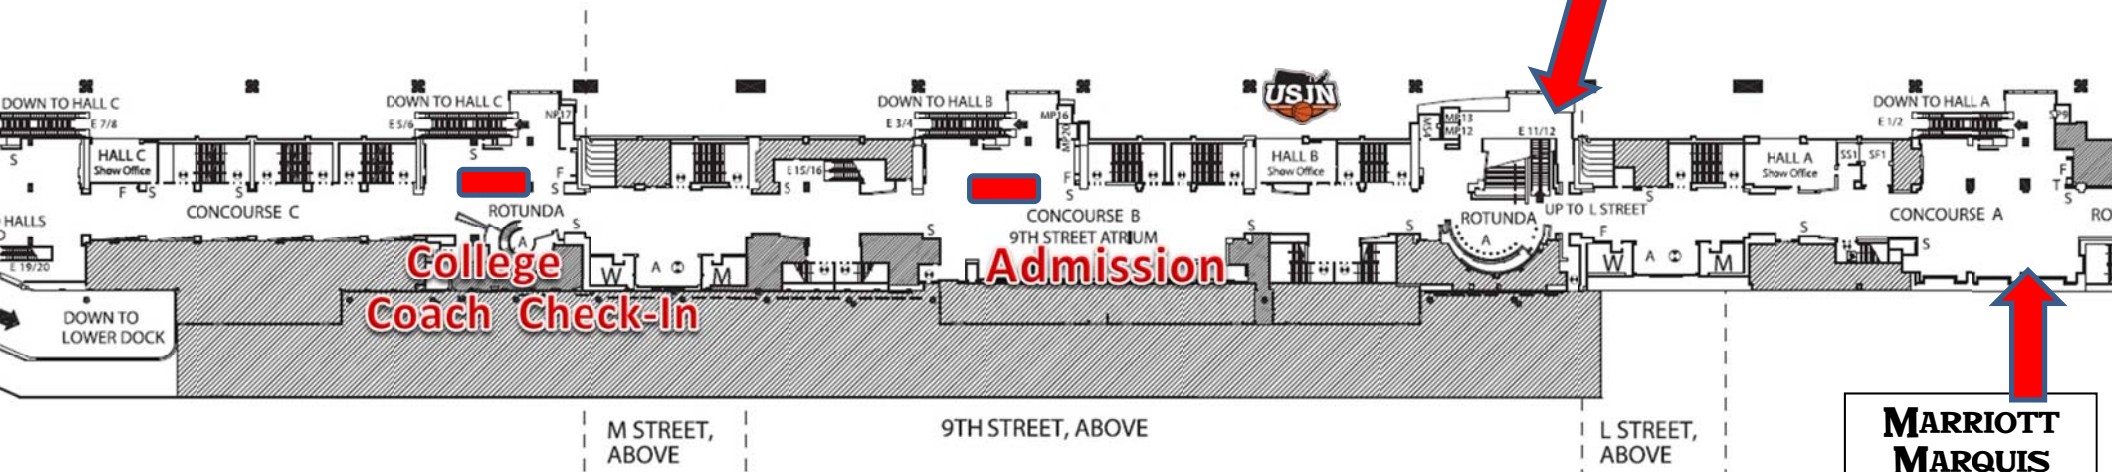 USJN
DOWN TO HALL C
E 7/8
DOWN TO HALL C
E 5/6
NP17
DOWN TO HALL B
E 3/4
MP16
MP20
MS4
MP13
MP12
E 11/12
DOWN TO HALL A
E 1/2
S
HALL C
Show Office
F S
S
S
F
S
E 15/16
S
F
S
HALL B
Show Office
HALL A
Show Office
SS1
SF1
S
F
T
S
HALLS
CONCOURSE C
ROTUNDA
A
S
CONCOURSE B
9TH STREET ATRIUM
S
S
S
ROTUNDA
A
UP TO L STREET
F
S
CONCOURSE A
S
RO
E 19/20
College
Coach Check-In
W A M
Admission
W A M
DOWN TO
LOWER DOCK
M STREET,
ABOVE
9TH STREET, ABOVE
L STREET,
ABOVE
MARRIOTT
MARQUIS